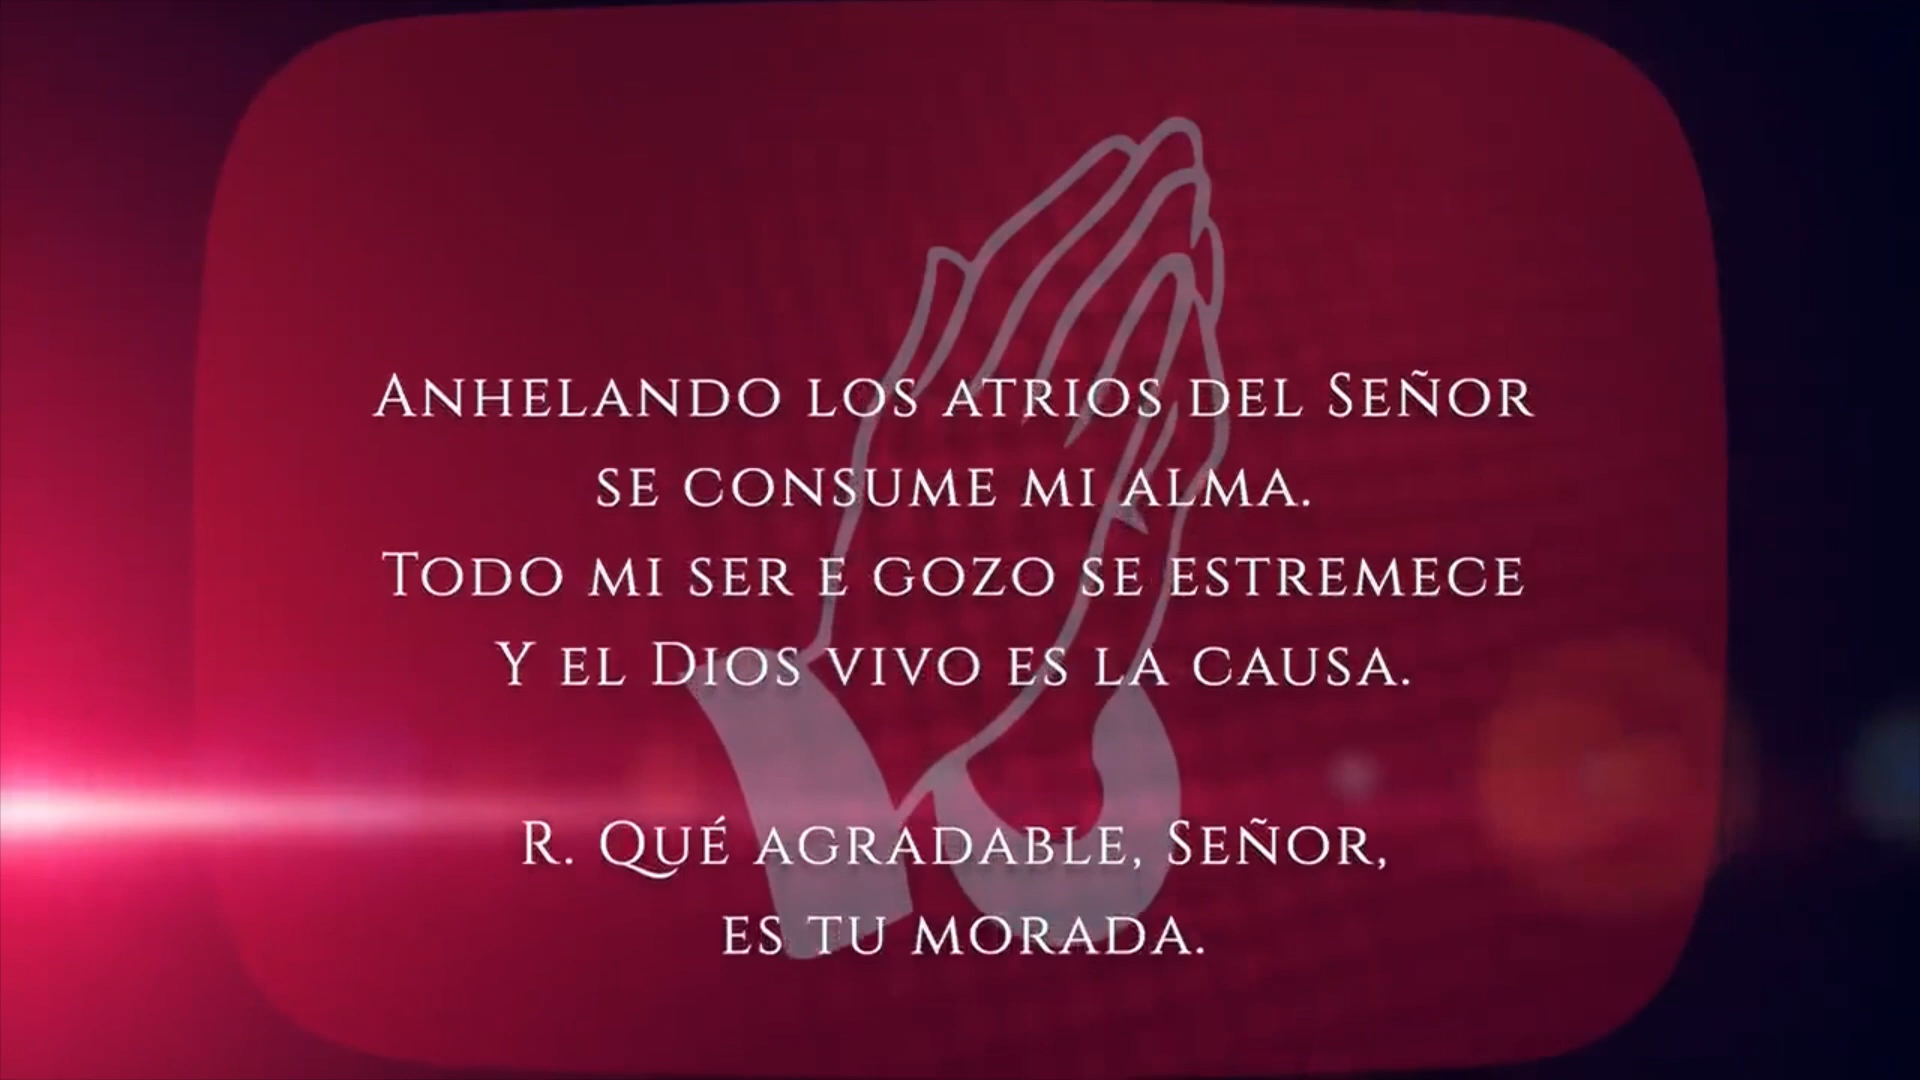 Anhelando los atrios del Señor
se consume mi alma.
Todo mi ser e gozo se estremece
Y el Dios vivo es la causa.
R. Qué agradable, Señor,
es tu morada.